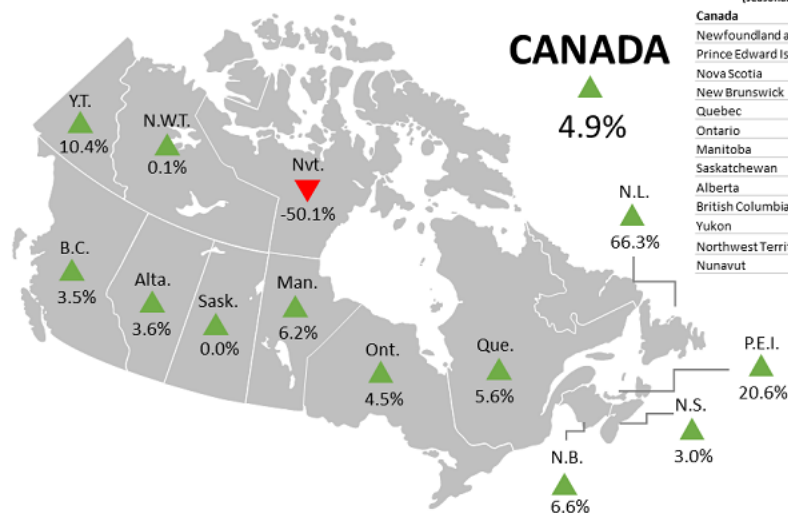 Canada
Newfoundland a
Prince Edward Is
Nova Scotia
New Brunswick
Quebec
Ontario
Manitoba
Saskatchewan
Alberta
British Columbia
Yukon
Northwest Territ
Nunavut
CANADA
4.9%
Y.T.
10.4%
N.W.T.
0.1%
Nvt.
-50.1%
N.L.
66.3%
B.C.
3.5%
Alta.
3.6%
Sask.
0.0%
Man.
6.2%
Ont.
4.5%
Que.
5.6%
P.E.I.
20.6%
N.S.
3.0%
N.B.
6.6%